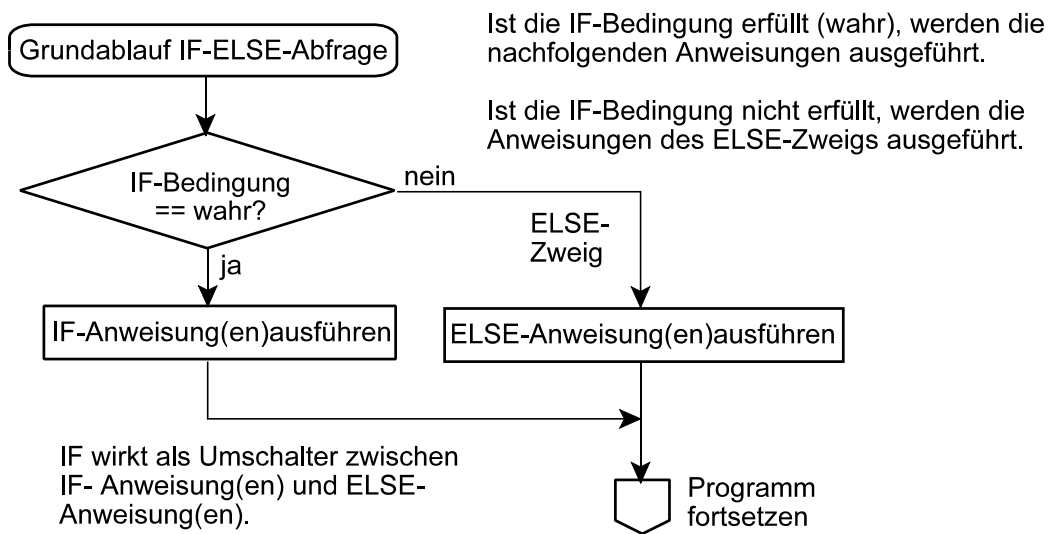 Grundablauf IF-ELSE-Abfrage
Ist die IF-Bedingung erfüllt (wahr), werden die
nachfolgenden Anweisungen ausgeführt.
Ist die IF-Bedingung nicht erfüllt, werden die
Anweisungen des ELSE-Zweigs ausgeführt.
IF-Bedingung
== wahr?
nein
ELSE-
Zweig
ja
IF-Anweisung(en)ausführen
ELSE-Anweisung(en)ausführen
IF wirkt als Umschalter zwischen
IF- Anweisung(en) und ELSE-
Anweisung(en).
Programm
fortsetzen